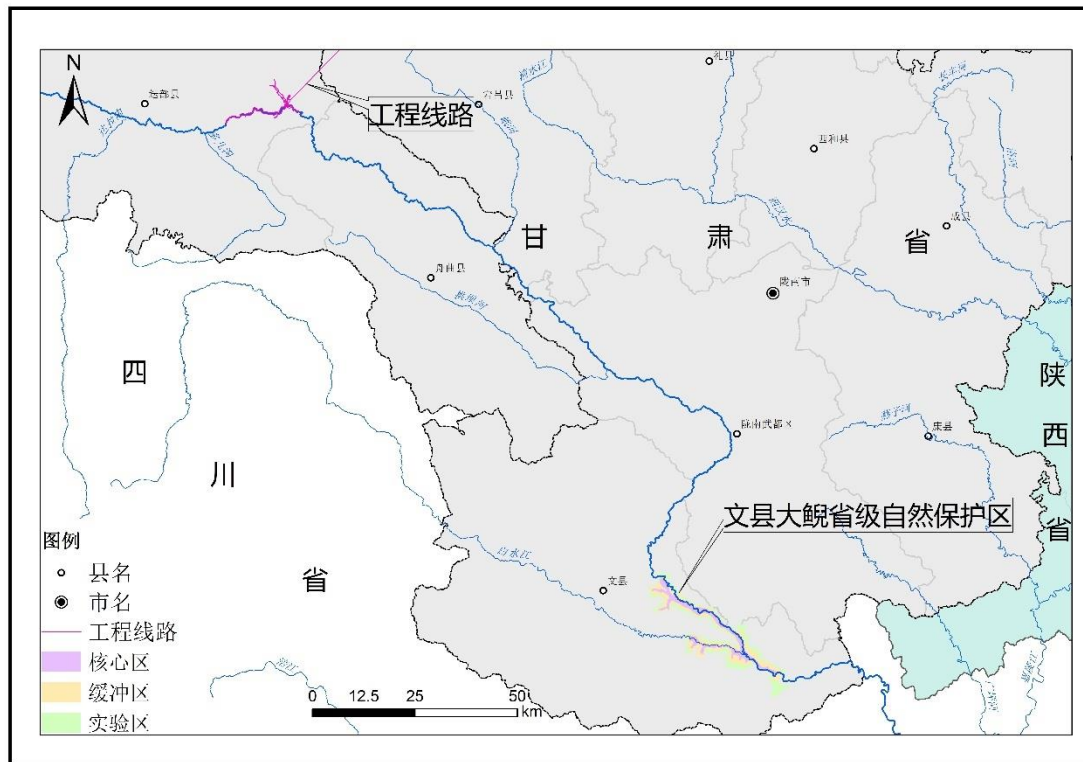 N
迭部县
工程线路
宕昌县
礼县
西和县
成县
甘肃省
舟曲县
陇南市
四川省
陕西省
陇南武都区
康县
文县大鲵省级自然保护区
白水江
文县
图例
县名
市名
工程线路
核心区
缓冲区
实验区
0 12.5 25 50
km